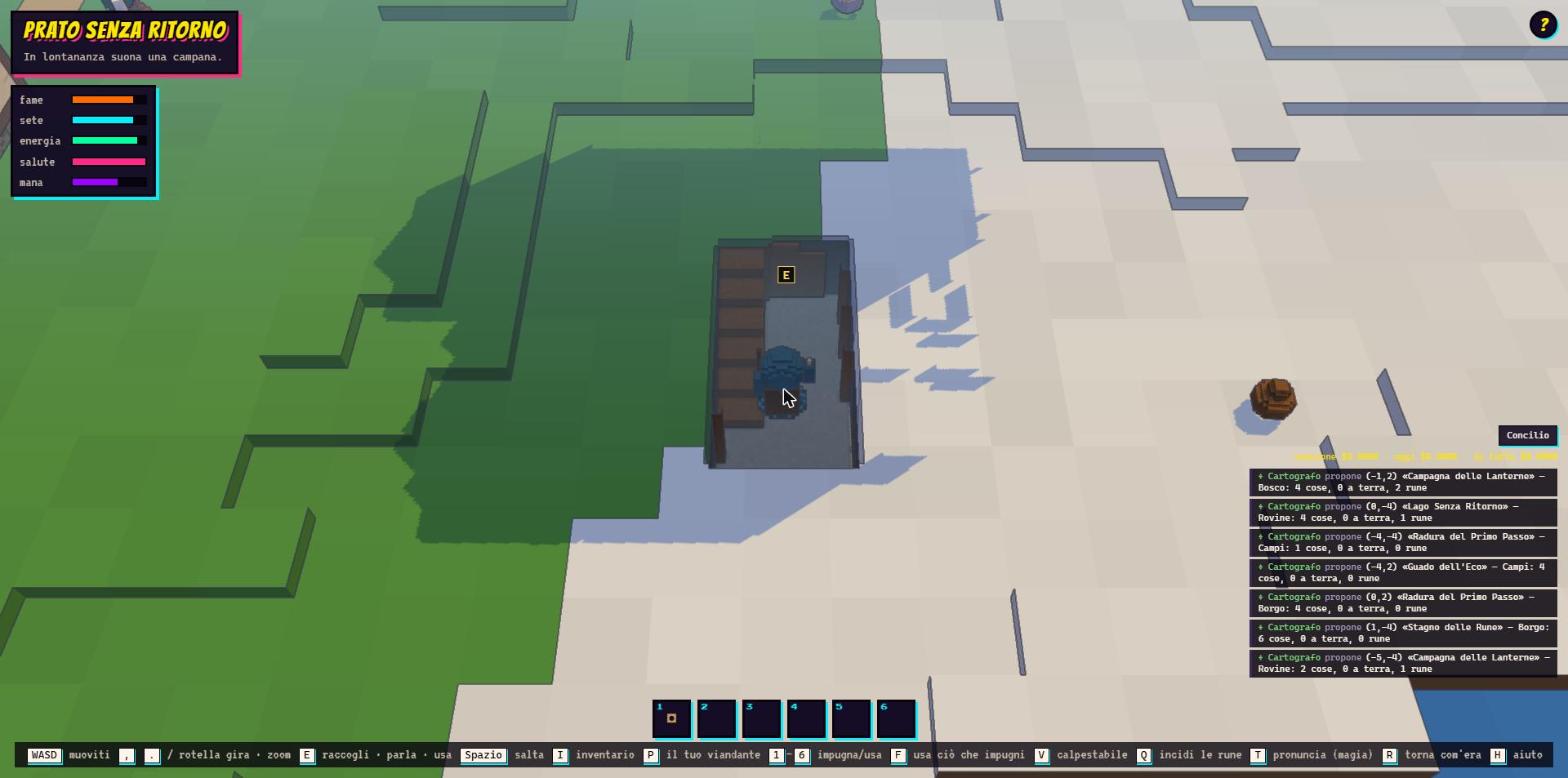 PRATO SENZA RITORNO
In lontananza suona una campana.
?
fame
sete
energia
salute
mana
E
Concilio
+ Cartografo propone (-1,2) «Campagna delle Lanterne» —
Bosco: 4 cose, 0 a terra, 2 rune
+ Cartografo propone (0,-4) «Lago Senza Ritorno» —
Rovine: 4 cose, 0 a terra, 1 rune
+ Cartografo propone (-4,-4) «Radura del Primo Passo» —
Campi: 1 cose, 0 a terra, 0 rune
+ Cartografo propone (-4,2) «Guado dell'Eco» — Campi: 4
cose, 0 a terra, 0 rune
+ Cartografo propone (0,2) «Radura del Primo Passo» —
Borgo: 4 cose, 0 a terra, 0 rune
+ Cartografo propone (1,-4) «Stagno delle Rune» — Borgo:
6 cose, 0 a terra, 0 rune
+ Cartografo propone (-5,-4) «Campagna delle Lanterne» —
Rovine: 2 cose, 0 a terra, 1 rune
1 2 3 4 5 6
WASD muoviti , . / rotella gira · zoom E raccogli · parla · usa Spazio salta I inventario P il tuo viandante 1-6 impugna/usa F usa ciò che impugni V calpestabile Q incidi le rune T pronuncia (magia) R torna com'era H aiuto